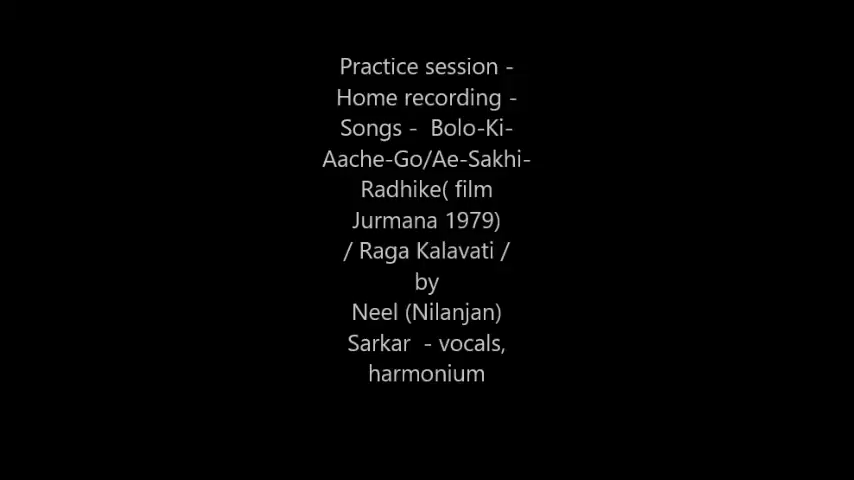 Practice session -
Home recording -
Songs -  Bolo-Ki-
Aache-Go/Ae-Sakhi-
Radhike( film
Jurmana 1979)
/ Raga Kalavati /
by
Neel (Nilanjan)
Sarkar  - vocals,
harmonium